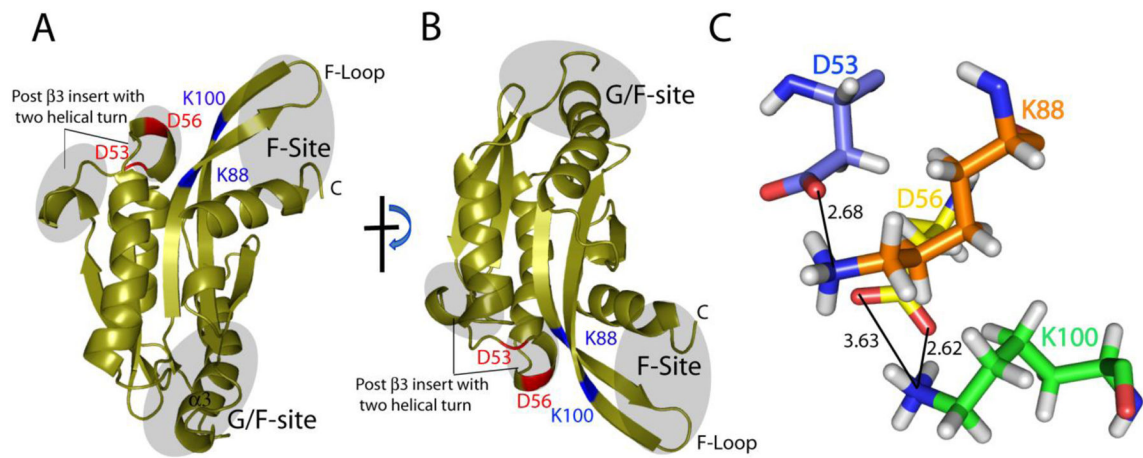 A
F-Loop
Post β3 insert with
two helical turn
K100
D56
D53
F-Site
K88
C
α3
G/F-site
B
G/F-site
C
K88
D53
F-Site
Post β3 insert with
two helical turn
D56
K100
F-Loop
C
D53
K88
D56
2.68
3.63
2.62
K100